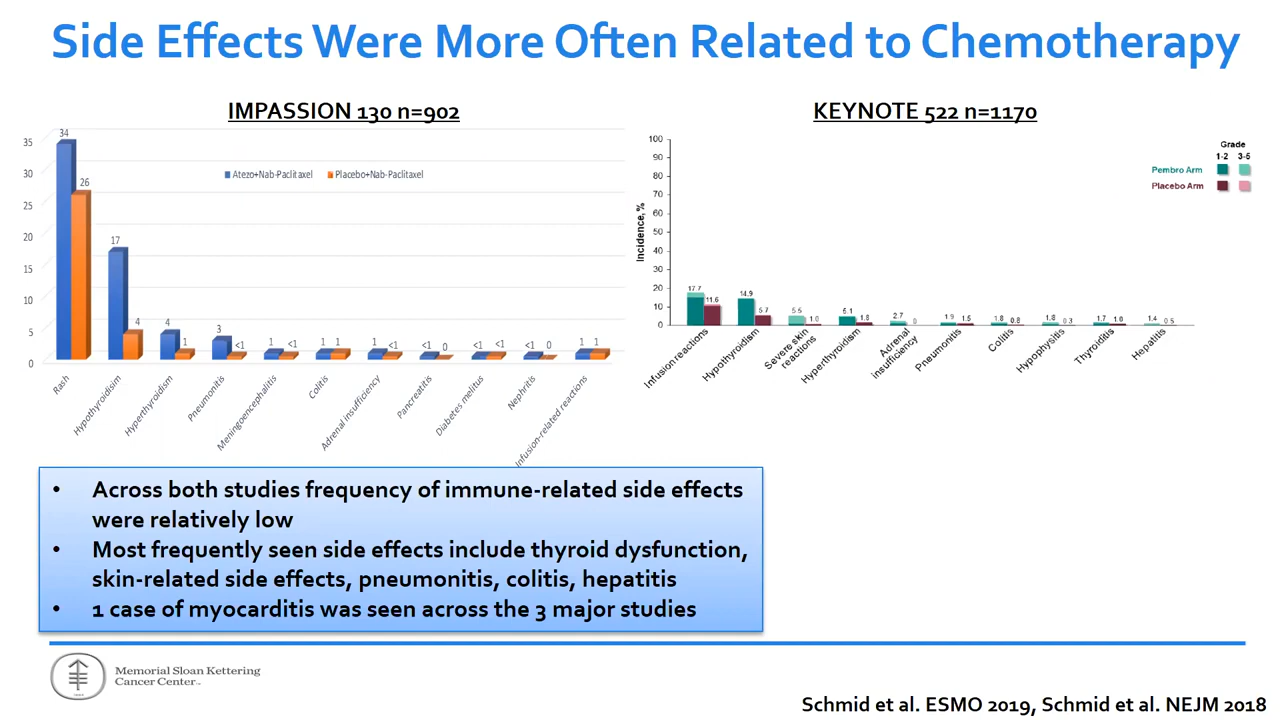 Side Effects Were More Often Related to Chemotherapy
IMPASSION 130 n=902
35
30
25
20
15
10
5
0
Atezo+Nab-Paclitaxel
Placebo+Nab-Paclitaxel
34
26
17
4
4
1
3
<1
1
<1
1
1
1
<1
<1
0
<1
<1
<1
0
1
1
Rash
Hypothyroidisim
Hyperthyroidism
Pneumonitis
Meningoencephalitis
Colitis
Adrenal insufficiency
Pancreatitis
Diabetes melitus
Nephritis
Infusion-related reactions
KEYNOTE 522 n=1170
Incidence, %
100
90
80
70
60
50
40
30
20
10
0
Grade
1-2 3-5
Pembro Arm
Placebo Arm
17.7
11.6
14.9
5.7
5.5
1.0
5.1
1.8
2.7
0
1.9
1.5
1.8
0.8
1.8
0.3
1.7
1.0
1.4
0.5
Infusion reactions
Hypothyroidism
Severe skin
reactions
Hyperthyroidism
Adrenal
insufficiency
Pneumonitis
Colitis
Hypophysitis
Thyroiditis
Hepatitis
• Across both studies frequency of immune-related side effects
were relatively low
• Most frequently seen side effects include thyroid dysfunction,
skin-related side effects, pneumonitis, colitis, hepatitis
• 1 case of myocarditis was seen across the 3 major studies
Memorial Sloan Kettering
Cancer Center™
Schmid et al. ESMO 2019, Schmid et al. NEJM 2018